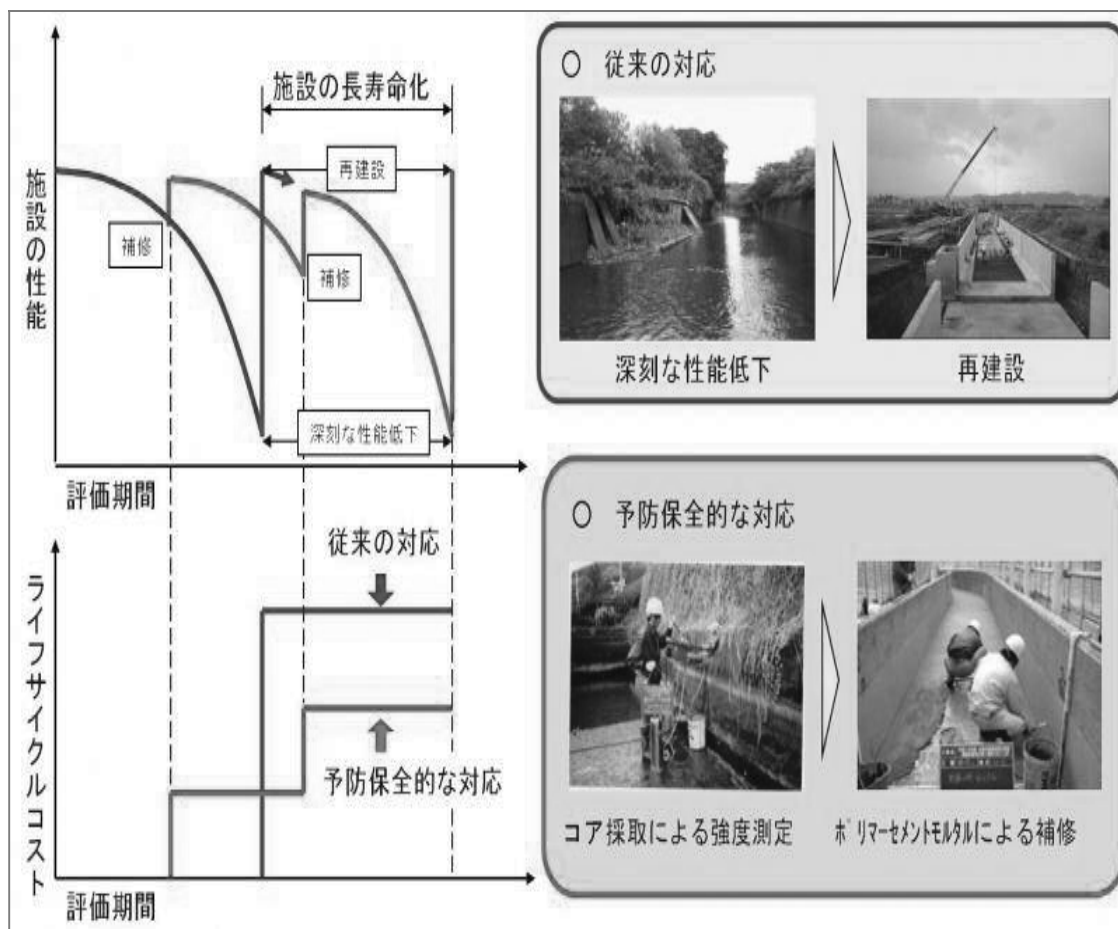 施設の長寿命化
再建設
補修
補修
深刻な性能低下
施設の性能
評価期間
従来の対応
予防保全的な対応
ライフサイクルコスト
評価期間
○ 従来の対応
深刻な性能低下
再建設
○ 予防保全的な対応
コア採取による強度測定
ポリマーセメントモルタルによる補修